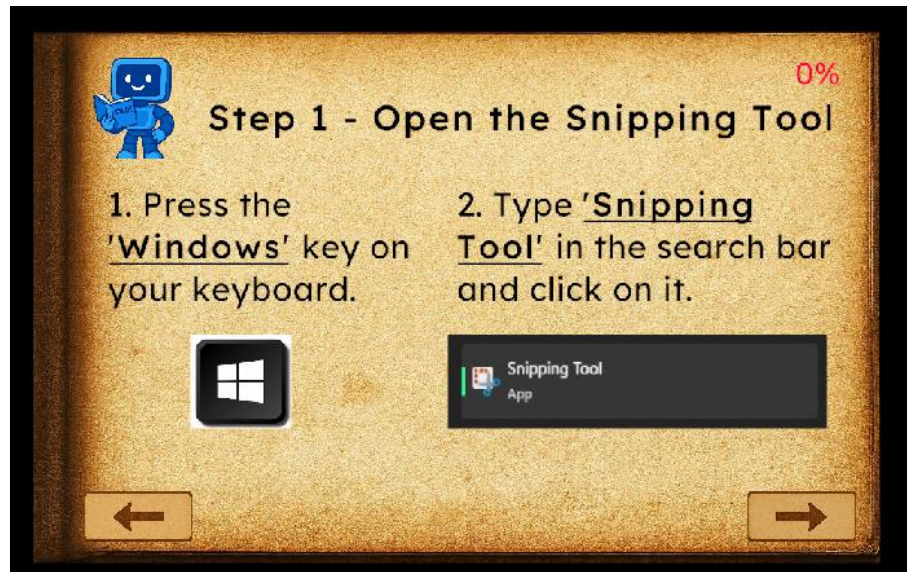 0%
Step 1 - Open the Snipping Tool
1. Press the
'Windows' key on
your keyboard.
2. Type 'Snipping
Tool' in the search bar
and click on it.
Snipping Tool
App